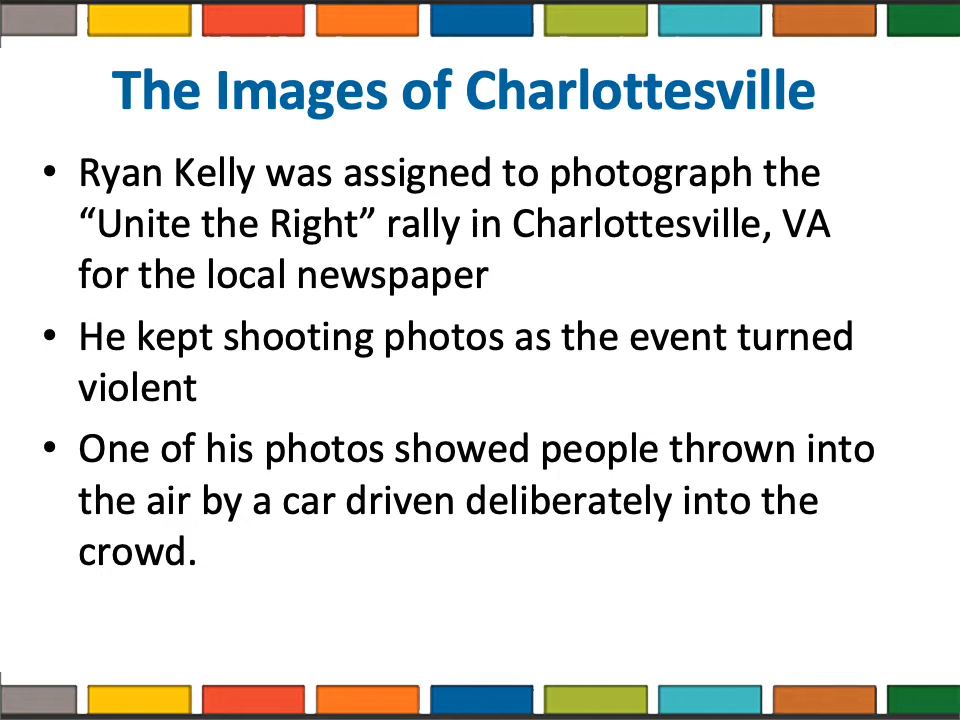 The Images of Charlottesville
• Ryan Kelly was assigned to photograph the
“Unite the Right” rally in Charlottesville, VA
for the local newspaper
• He kept shooting photos as the event turned
violent
• One of his photos showed people thrown into
the air by a car driven deliberately into the
crowd.